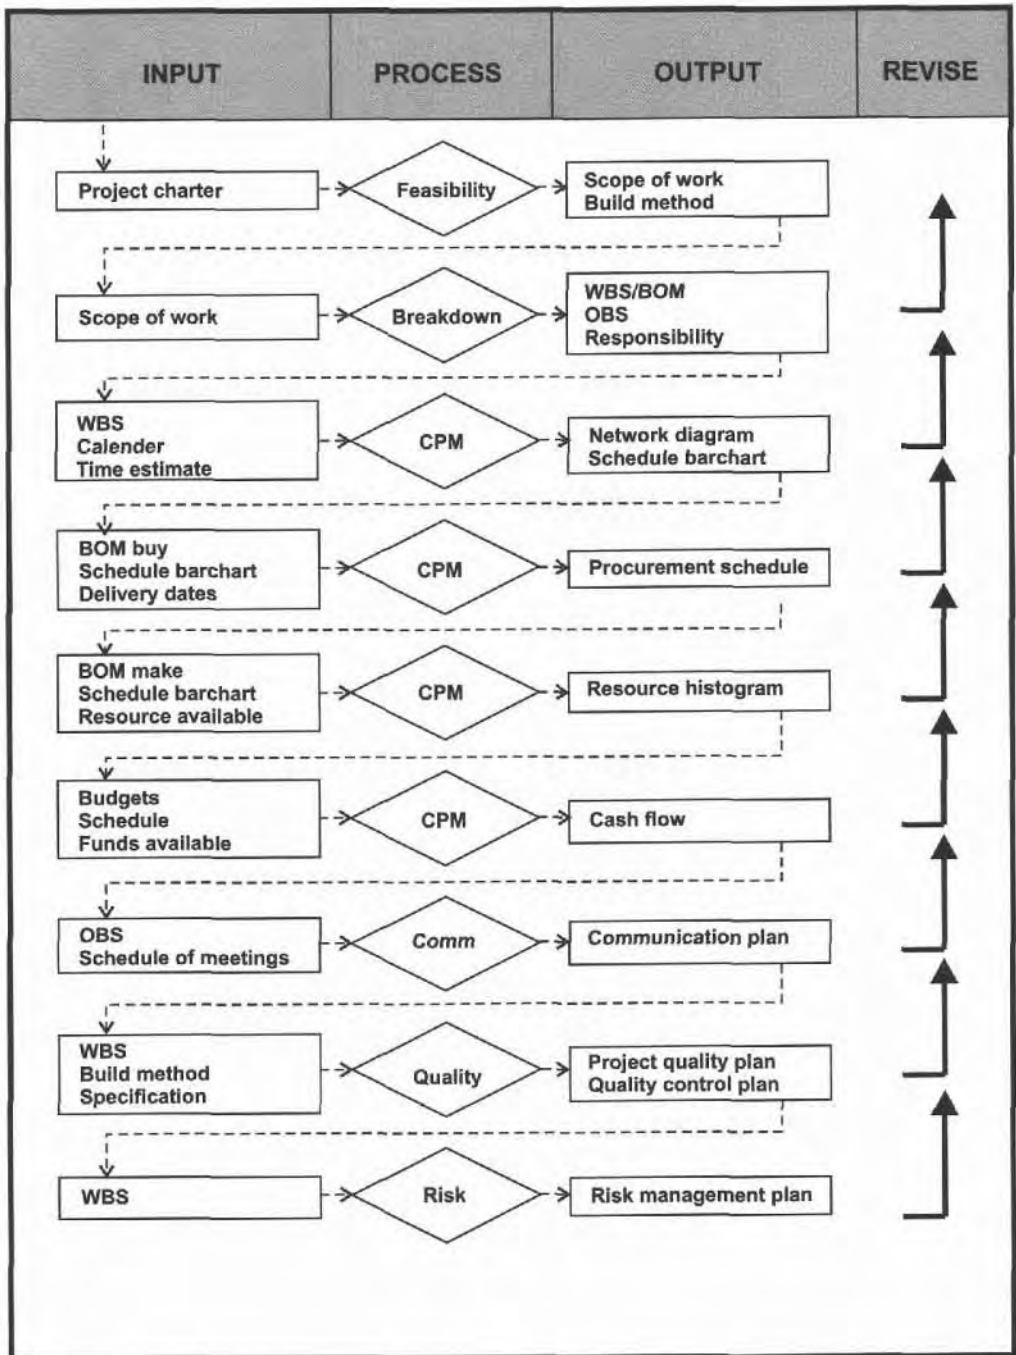 INPUT
PROCESS
OUTPUT
REVISE
Project charter
Feasibility
Scope of work
Build method
Scope of work
Breakdown
WBS/BOM
OBS
Responsibility
WBS
Calender
Time estimate
CPM
Network diagram
Schedule barchart
BOM buy
Schedule barchart
Delivery dates
CPM
Procurement schedule
BOM make
Schedule barchart
Resource available
CPM
Resource histogram
Budgets
Schedule
Funds available
CPM
Cash flow
OBS
Schedule of meetings
Comm
Communication plan
WBS
Build method
Specification
Quality
Project quality plan
Quality control plan
WBS
Risk
Risk management plan